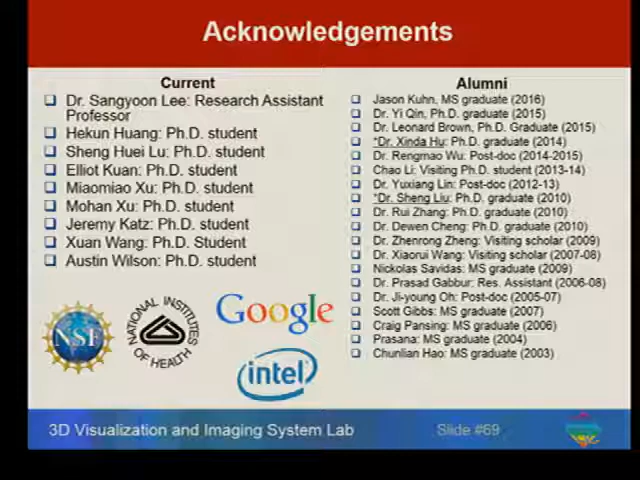 Acknowledgements
Current
Dr. Sangyoon Lee: Research Assistant
Professor
Hekun Huang: Ph.D. student
Sheng Huei Lu: Ph.D. student
Elliot Kuan: Ph.D. student
Miaomiao Xu: Ph.D. student
Mohan Xu: Ph.D. student
Jeremy Katz: Ph.D. student
Xuan Wang: Ph.D. Student
Austin Wilson: Ph.D. student
Alumni
Jason Kuhn, MS graduate (2016)
Dr. Yi Qin, Ph.D. graduate (2015)
Dr. Leonard Brown, Ph.D. Graduate (2015)
*Dr. Xinda Hu: Ph.D. graduate (2014)
Dr. Rengmao Wu: Post-doc (2014-2015)
Chao Li: Visiting Ph.D. student (2013-14)
Dr. Yuxiang Lin: Post-doc (2012-13)
*Dr. Sheng Liu: Ph.D. graduate (2010)
Dr. Rui Zhang: Ph.D. graduate (2010)
Dr. Dewen Cheng: Ph.D. graduate (2010)
Dr. Zhenrong Zheng: Visiting scholar (2009)
Dr. Xiaorui Wang: Visiting scholar (2007-08)
Nickolas Savidas: MS graduate (2009)
Dr. Prasad Gabbur: Res. Assistant (2006-08)
Dr. Ji-young Oh: Post-doc (2005-07)
Scott Gibbs: MS graduate (2007)
Craig Pansing: MS graduate (2006)
Prasana: MS graduate (2004)
Chunlian Hao: MS graduate (2003)
NSF
NATIONAL INSTITUTES
OF HEALTH
Google
intel
3D Visualization and Imaging System Lab
Slide #69